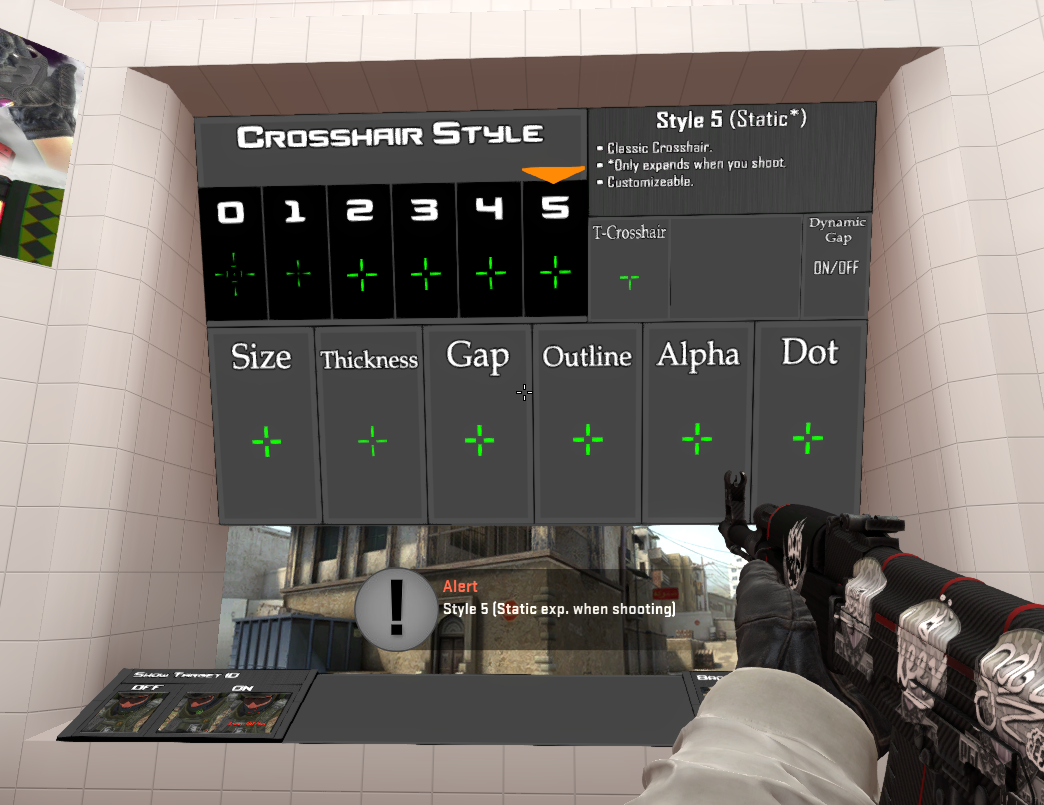 Crosshair Style
Style 5 (Static*)
• Classic Crosshair.
• *Only expands when you shoot.
• Customizeable.
0 1 2 3 4 5
T-Crosshair
Dynamic
Gap
ON/OFF
Size Thickness Gap Outline Alpha Dot
Alert
Style 5 (Static exp. when shooting)
Show Target ID
OFF ON